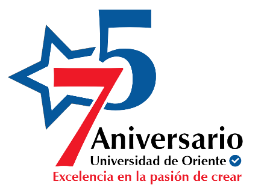 75
Aniversario
Universidad de Oriente
Excelencia en la pasión de crear